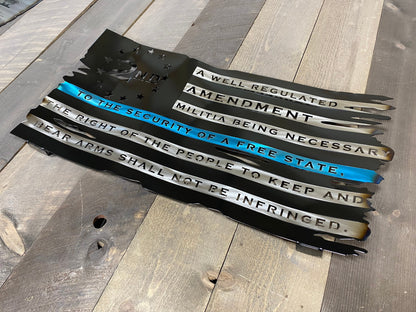 A WELL REGULATED
2ND AMENDMENT
MILITIA BEING NECESSARY
TO THE SECURITY OF A FREE STATE,
THE RIGHT OF THE PEOPLE TO KEEP AND
BEAR ARMS SHALL NOT BE INFRINGED.